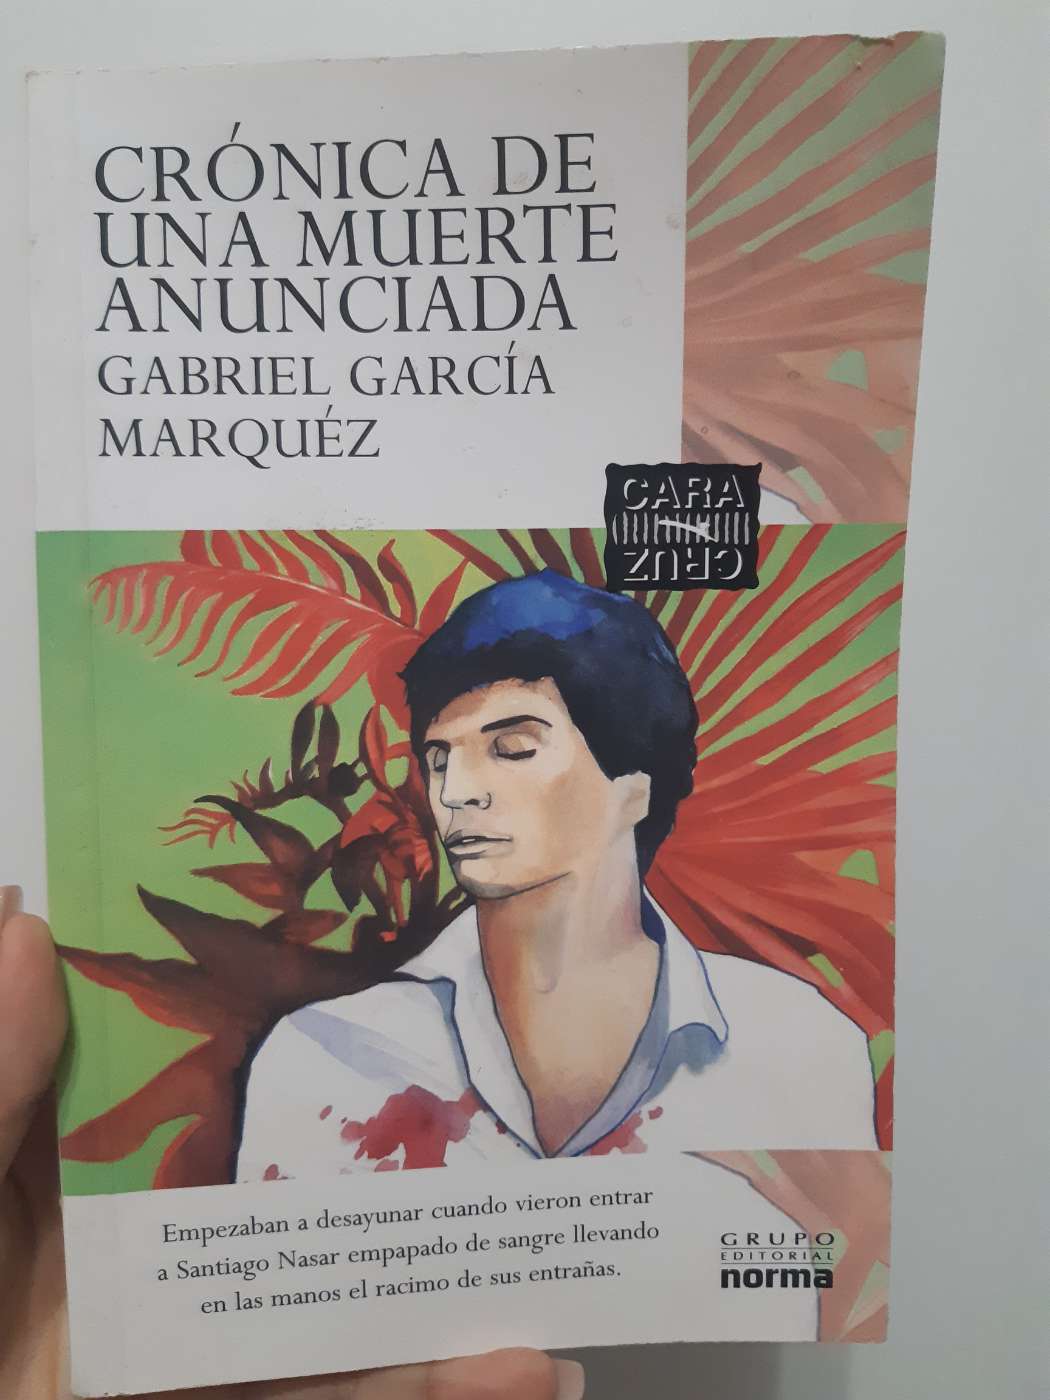 CRÓNICA DE
UNA MUERTE
ANUNCIADA
GABRIEL GARCÍA
MARQUÉZ
CARA
CRUZ
Empezaban a desayunar cuando vieron entrar
a Santiago Nasar empapado de sangre llevando
en las manos el racimo de sus entrañas.
GRUPO
EDITORIAL
norma